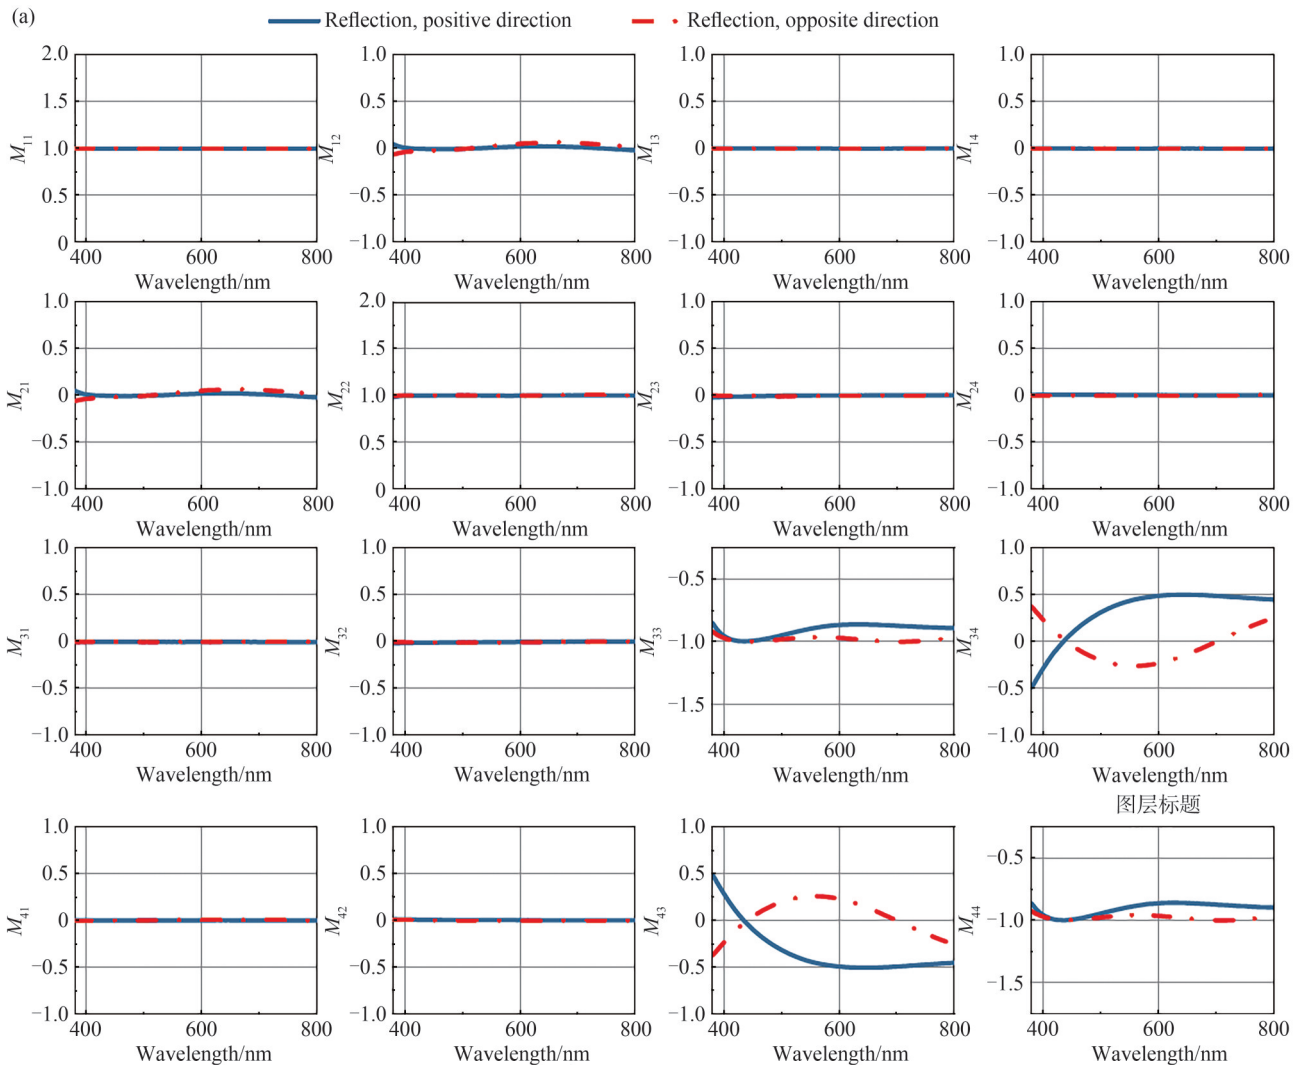 (a)
Reflection, positive direction Reflection, opposite direction
2.0 1.5 1.0 0.5 0 M11 400 600 800 Wavelength/nm
1.0 0.5 0 −0.5 −1.0 M12 400 600 800 Wavelength/nm
1.0 0.5 0 −0.5 −1.0 M13 400 600 800 Wavelength/nm
1.0 0.5 0 −0.5 −1.0 M14 400 600 800 Wavelength/nm
1.0 0.5 0 −0.5 −1.0 M21 400 600 800 Wavelength/nm
2.0 1.5 1.0 0.5 0 M22 400 600 800 Wavelength/nm
1.0 0.5 0 −0.5 −1.0 M23 400 600 800 Wavelength/nm
1.0 0.5 0 −0.5 −1.0 M24 400 600 800 Wavelength/nm
1.0 0.5 0 −0.5 −1.0 M31 400 600 800 Wavelength/nm
1.0 0.5 0 −0.5 −1.0 M32 400 600 800 Wavelength/nm
−0.5 −1.0 −1.5 M33 400 600 800 Wavelength/nm
1.0 0.5 0 −0.5 −1.0 M34 400 600 800 Wavelength/nm
1.0 0.5 0 −0.5 −1.0 M41 400 600 800 Wavelength/nm
1.0 0.5 0 −0.5 −1.0 M42 400 600 800 Wavelength/nm
1.0 0.5 0 −0.5 −1.0 M43 400 600 800 Wavelength/nm
图层标题
−0.5 −1.0 −1.5 M44 400 600 800 Wavelength/nm